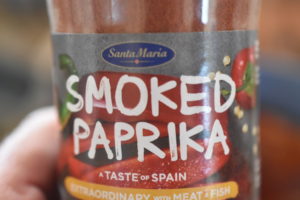 Santa Maria
SMOKED
PAPRIKA
A TASTE OF SPAIN
EXTRAORDINARY WITH MEAT & FISH